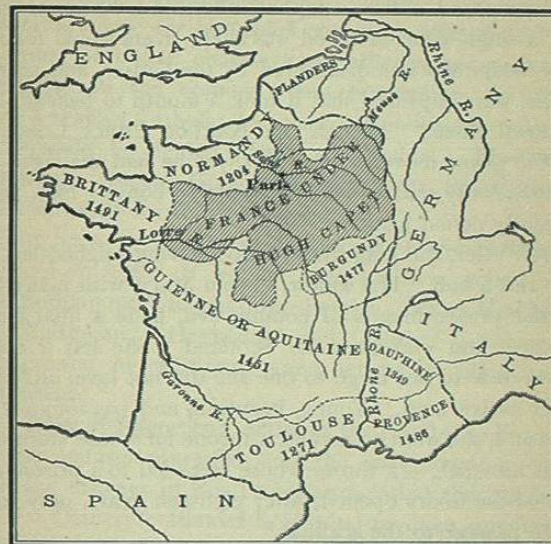 ENGLAND
FLANDERS
Rhine R.
Meuse R.
GERMANY
NORMANDY
1204
Seine R.
Paris
BRITTANY
1491
FRANCE UNDER
HUGH CAPET
Loire R.
BURGUNDY
1477
GUIENNE OR AQUITAINE
1451
ITALY
DAUPHINE
1349
Rhone R.
Garonne R.
PROVENCE
1486
TOULOUSE
1271
SPAIN